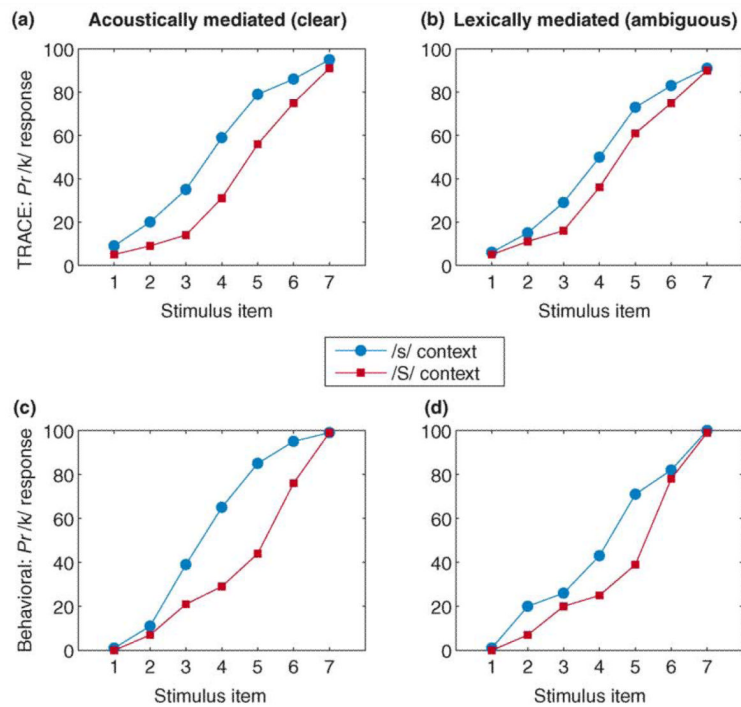 (a) Acoustically mediated (clear)
(b) Lexically mediated (ambiguous)
TRACE: Pr /k/ response
100
80
60
40
20
0
1 2 3 4 5 6 7
Stimulus item
100
80
60
40
20
0
1 2 3 4 5 6 7
Stimulus item
/s/ context
/S/ context
(c)
(d)
Behavioral: Pr /k/ response
100
80
60
40
20
0
1 2 3 4 5 6 7
Stimulus item
100
80
60
40
20
0
1 2 3 4 5 6 7
Stimulus item